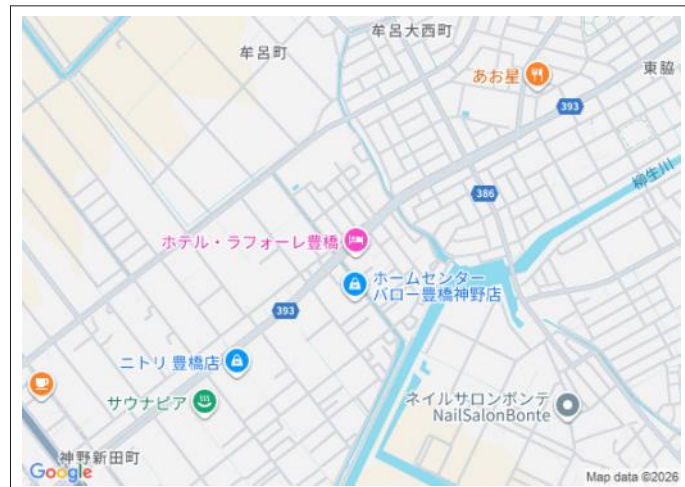 牟呂大西町
牟呂町
東脇
あお星
393
柳生川
386
ホテル・ラフォーレ豊橋
ホームセンター
バロー豊橋神野店
393
ニトリ 豊橋店
サウナピア
ネイルサロンボンテ
NailSalonBonte
神野新田町
Google
Map data ©2026